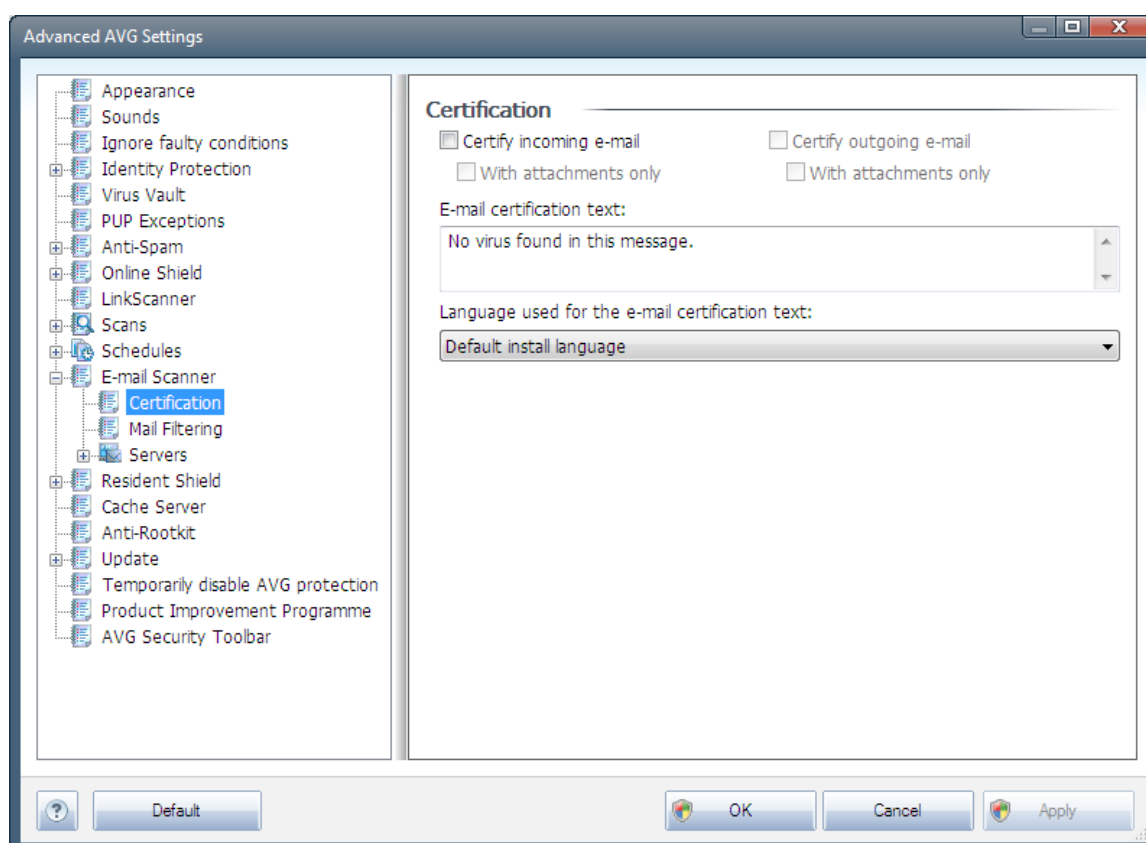 Advanced AVG Settings
X
Appearance
Sounds
Ignore faulty conditions
Identity Protection
Virus Vault
PUP Exceptions
Anti-Spam
Online Shield
LinkScanner
Scans
Schedules
E-mail Scanner
Certification
Mail Filtering
Servers
Resident Shield
Cache Server
Anti-Rootkit
Update
Temporarily disable AVG protection
Product Improvement Programme
AVG Security Toolbar
Certification
Certify incoming e-mail Certify outgoing e-mail
With attachments only With attachments only
E-mail certification text:
No virus found in this message.
Language used for the e-mail certification text:
Default install language
? Default OK Cancel Apply